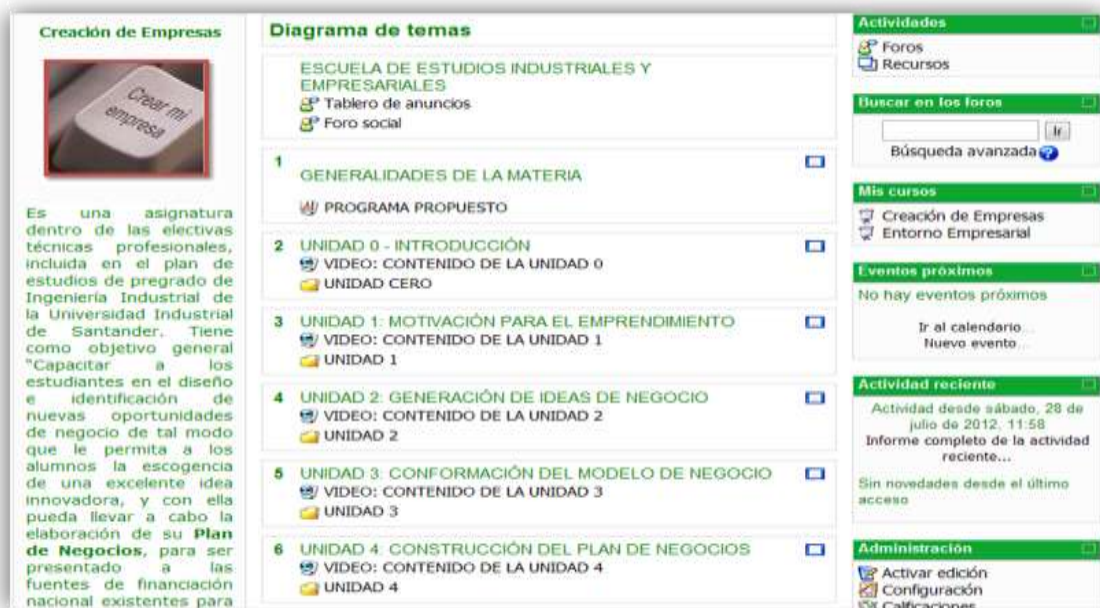 Creación de Empresas
Crear mi
empresa
Es una asignatura
dentro de las electivas
técnicas profesionales,
incluida en el plan de
estudios de pregrado de
Ingeniería Industrial de
la Universidad Industrial
de Santander. Tiene
como objetivo general
"Capacitar a los
estudiantes en el diseño
e identificación de
nuevas oportunidades
de negocio de tal modo
que le permita a los
alumnos la escogencia
de una excelente idea
innovadora, y con ella
pueda llevar a cabo la
elaboración de su Plan
de Negocios, para ser
presentado a las
fuentes de financiación
nacional existentes para
Diagrama de temas
ESCUELA DE ESTUDIOS INDUSTRIALES Y
EMPRESARIALES
Tablero de anuncios
Foro social
1
GENERALIDADES DE LA MATERIA
PROGRAMA PROPUESTO
2 UNIDAD 0 - INTRODUCCIÓN
VIDEO: CONTENIDO DE LA UNIDAD 0
UNIDAD CERO
3 UNIDAD 1: MOTIVACIÓN PARA EL EMPRENDIMIENTO
VIDEO: CONTENIDO DE LA UNIDAD 1
UNIDAD 1
4 UNIDAD 2: GENERACIÓN DE IDEAS DE NEGOCIO
VIDEO: CONTENIDO DE LA UNIDAD 2
UNIDAD 2
5 UNIDAD 3: CONFORMACIÓN DEL MODELO DE NEGOCIO
VIDEO: CONTENIDO DE LA UNIDAD 3
UNIDAD 3
6 UNIDAD 4: CONSTRUCCIÓN DEL PLAN DE NEGOCIOS
VIDEO: CONTENIDO DE LA UNIDAD 4
UNIDAD 4
Actividades
Foros
Recursos
Buscar en los foros
Ir
Búsqueda avanzada
Mis cursos
Creación de Empresas
Entorno Empresarial
Eventos próximos
No hay eventos próximos
Ir al calendario...
Nuevo evento...
Actividad reciente
Actividad desde sábado, 28 de
julio de 2012, 11:58
Informe completo de la actividad
reciente...
Sin novedades desde el último
acceso
Administración
Activar edición
Configuración
Calificaciones